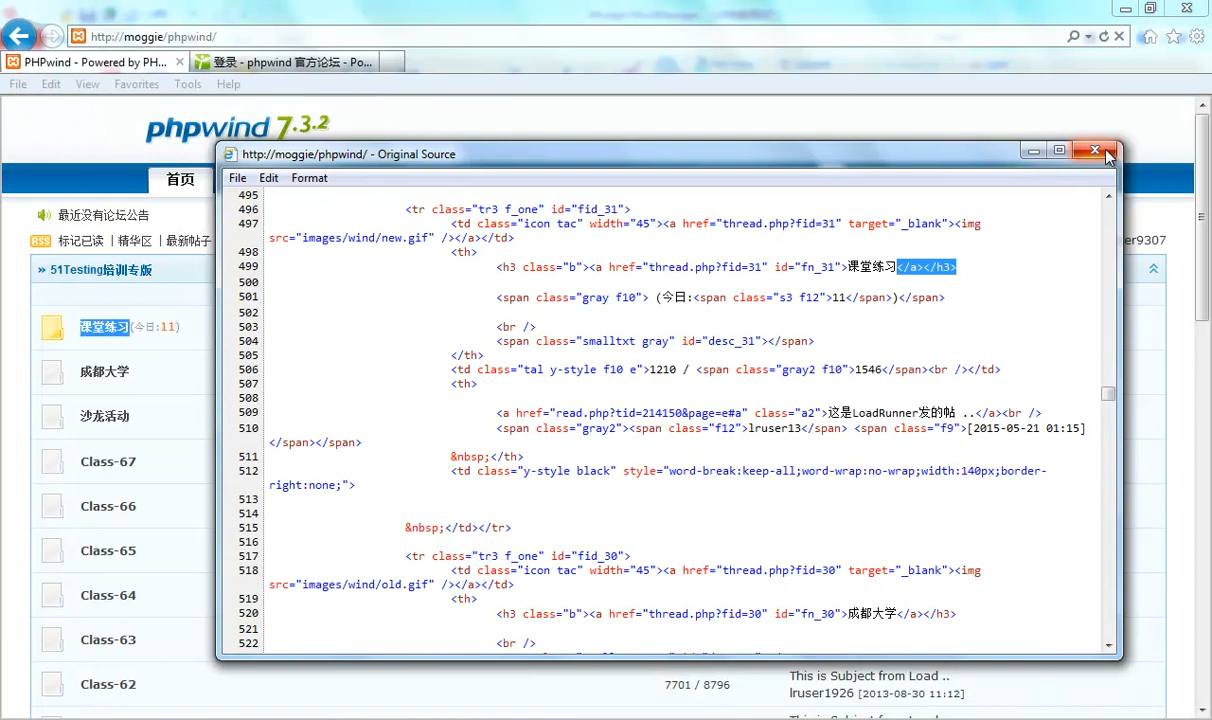 http://moggie/phpwind/
PHPwind - Powered by PH...
登录 - phpwind 官方论坛 - Po...
File Edit View Favorites Tools Help
phpwind 7.3.2
首页
最近没有论坛公告
RSS 标记已读 | 精华区 | 最新帖子
er9307
» 51Testing培训专版
课堂练习(今日:11)
成都大学
沙龙活动
Class-67
Class-66
Class-65
Class-64
Class-63
Class-62
7701 / 8796
This is Subject from Load ..
lruser1926 [2013-08-30 11:12]
http://moggie/phpwind/ - Original Source
File Edit Format
495
496 <tr class="tr3 f_one" id="fid_31">
497 <td class="icon tac" width="45"><a href="thread.php?fid=31" target="_blank"><img
src="images/wind/new.gif" /></a></td>
498 <th>
499 <h3 class="b"><a href="thread.php?fid=31" id="fn_31">课堂练习</a></h3>
500
501 <span class="gray f10"> (今日:<span class="s3 f12">11</span>)</span>
502
503 <br />
504 <span class="smalltxt gray" id="desc_31"></span>
505 </th>
506 <td class="tal y-style f10 e">1210 / <span class="gray2 f10">1546</span><br /></td>
507 <th>
508
509 <a href="read.php?tid=214150&page=e#a" class="a2">这是LoadRunner发的帖 ..</a><br />
510 <span class="gray2"><span class="f12">lruser13</span> <span class="f9">[2015-05-21 01:15]
</span></span>
511 &nbsp;</th>
512 <td class="y-style black" style="word-break:keep-all;word-wrap:no-wrap;width:140px;border-
right:none;">
513
514
515 &nbsp;</td></tr>
516
517 <tr class="tr3 f_one" id="fid_30">
518 <td class="icon tac" width="45"><a href="thread.php?fid=30" target="_blank"><img
src="images/wind/old.gif" /></a></td>
519 <th>
520 <h3 class="b"><a href="thread.php?fid=30" id="fn_30">成都大学</a></h3>
521
522 <br />